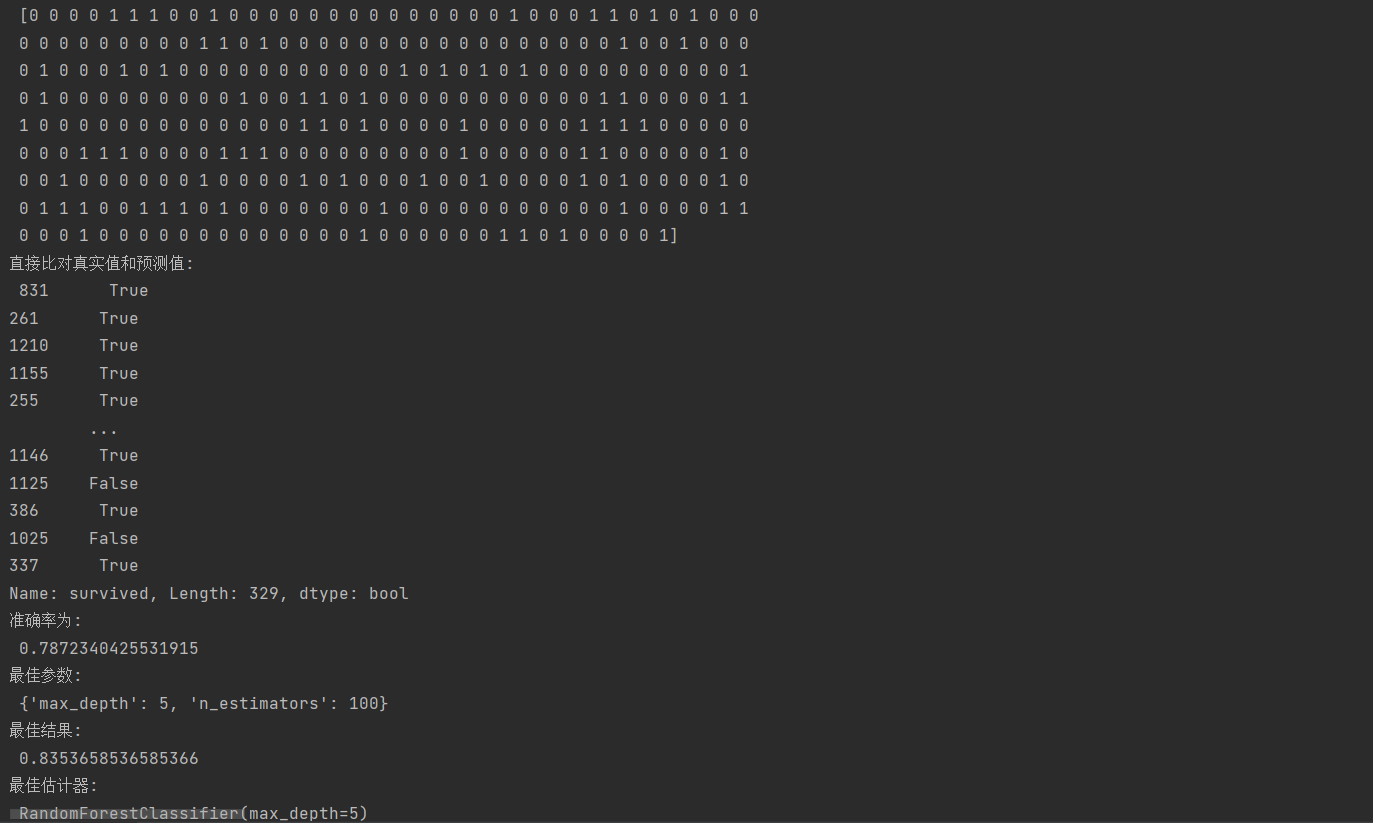 [0 0 0 0 1 1 1 0 0 1 0 0 0 0 0 0 0 0 0 0 0 0 0 0 1 0 0 0 1 1 0 1 0 1 0 0 0
0 0 0 0 0 0 0 0 0 1 1 0 1 0 0 0 0 0 0 0 0 0 0 0 0 0 0 0 0 0 1 0 0 1 0 0 0
0 1 0 0 0 1 0 1 0 0 0 0 0 0 0 0 0 0 0 1 0 1 0 1 0 1 0 0 0 0 0 0 0 0 0 0 1
0 1 0 0 0 0 0 0 0 0 0 1 0 0 1 1 0 1 0 0 0 0 0 0 0 0 0 0 0 1 1 0 0 0 0 1 1
1 0 0 0 0 0 0 0 0 0 0 0 0 0 1 1 0 1 0 0 0 0 1 0 0 0 0 0 1 1 1 1 0 0 0 0 0
0 0 0 1 1 1 0 0 0 0 1 1 1 0 0 0 0 0 0 0 0 0 1 0 0 0 0 0 1 1 0 0 0 0 0 1 0
0 0 1 0 0 0 0 0 0 1 0 0 0 0 1 0 1 0 0 0 1 0 0 1 0 0 0 0 1 0 1 0 0 0 0 1 0
0 1 1 1 0 0 1 1 1 0 1 0 0 0 0 0 0 0 1 0 0 0 0 0 0 0 0 0 0 0 1 0 0 0 0 1 1
0 0 0 1 0 0 0 0 0 0 0 0 0 0 0 0 0 1 0 0 0 0 0 0 1 1 0 1 0 0 0 0 1]
直接比对真实值和预测值:
831 True
261 True
1210 True
1155 True
255 True
...
1146 True
1125 False
386 True
1025 False
337 True
Name: survived, Length: 329, dtype: bool
准确率为:
0.7872340425531915
最佳参数:
{'max_depth': 5, 'n_estimators': 100}
最佳结果:
0.8353658536585366
最佳估计器:
RandomForestClassifier(max_depth=5)